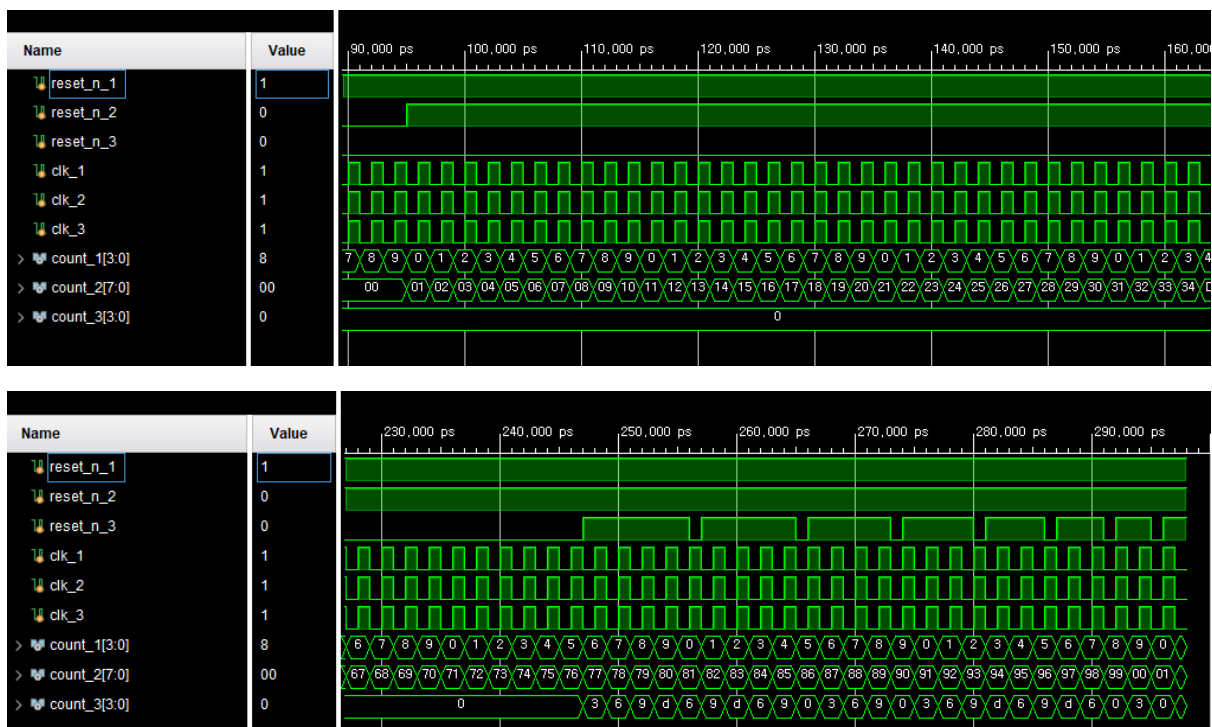 Name Value 90,000 ps 100,000 ps 110,000 ps 120,000 ps 130,000 ps 140,000 ps 150,000 ps
reset_n_1 1
reset_n_2 0
reset_n_3 0
clk_1 1
clk_2 1
clk_3 1
> count_1[3:0] 8 7 8 9 0 1 2 3 4 5 6 7 8 9 0 1 2 3 4 5 6 7 8 9 0 1 2 3 4 5 6 7 8 9 0 1 2 3 4
> count_2[7:0] 00 00 01 02 03 04 05 06 07 08 09 10 11 12 13 14 15 16 17 18 19 20 21 22 23 24 25 26 27 28 29 30 31 32 33 34
> count_3[3:0] 0 0
Name Value 230,000 ps 240,000 ps 250,000 ps 260,000 ps 270,000 ps 280,000 ps 290,000 ps
reset_n_1 1
reset_n_2 0
reset_n_3 0
clk_1 1
clk_2 1
clk_3 1
> count_1[3:0] 8 6 7 8 9 0 1 2 3 4 5 6 7 8 9 0 1 2 3 4 5 6 7 8 9 0 1 2 3 4 5 6 7 8 9 0
> count_2[7:0] 00 67 68 69 70 71 72 73 74 75 76 77 78 79 80 81 82 83 84 85 86 87 88 89 90 91 92 93 94 95 96 97 98 99 00 01
> count_3[3:0] 0 0 3 6 9 d 6 9 d 6 9 0 3 6 9 0 3 6 9 d 6 9 d 6 0 3 0